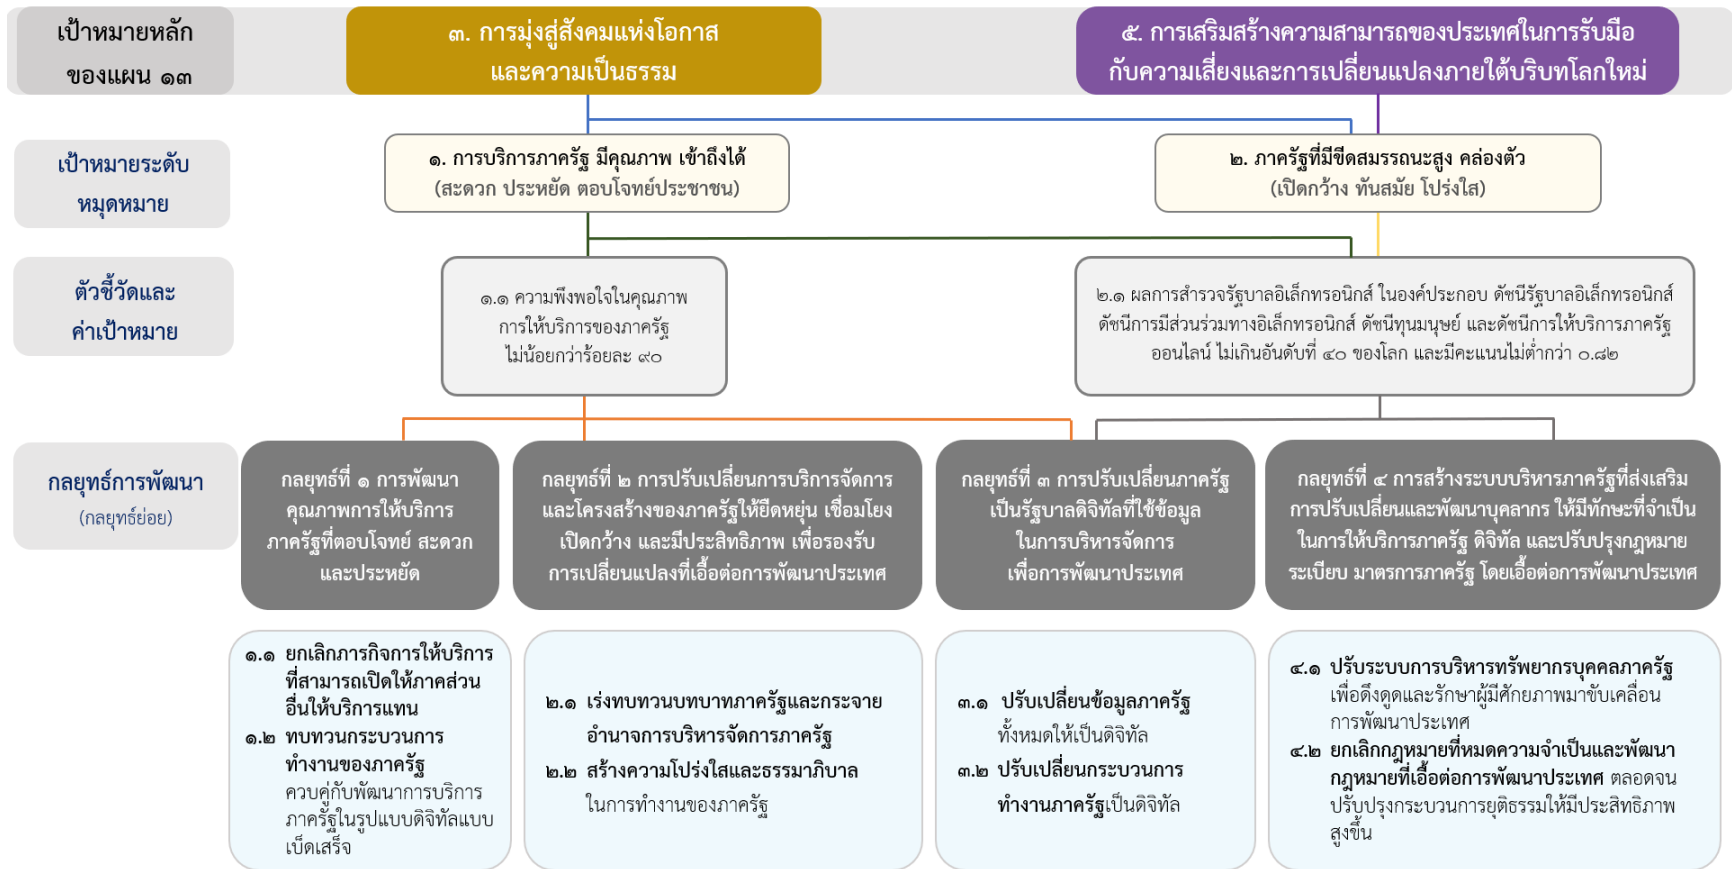 เป้าหมายหลัก
ของแผน ๑๓
๓. การมุ่งสู่สังคมแห่งโอกาส
และความเป็นธรรม
๕. การเสริมสร้างความสามารถของประเทศในการรับมือ
กับความเสี่ยงและการเปลี่ยนแปลงภายใต้บริบทโลกใหม่
เป้าหมายระดับ
หมุดหมาย
๑. การบริการภาครัฐ มีคุณภาพ เข้าถึงได้
(สะดวก ประหยัด ตอบโจทย์ประชาชน)
๒. ภาครัฐที่มีขีดสมรรถนะสูง คล่องตัว
(เปิดกว้าง ทันสมัย โปร่งใส)
ตัวชี้วัดและ
ค่าเป้าหมาย
๑.๑ ความพึงพอใจในคุณภาพ
การให้บริการของภาครัฐ
ไม่น้อยกว่าร้อยละ ๙๐
๒.๑ ผลการสำรวจรัฐบาลอิเล็กทรอนิกส์ ในองค์ประกอบ ดัชนีรัฐบาลอิเล็กทรอนิกส์
ดัชนีการมีส่วนร่วมทางอิเล็กทรอนิกส์ ดัชนีทุนมนุษย์ และดัชนีการให้บริการภาครัฐ
ออนไลน์ ไม่เกินอันดับที่ ๔๐ ของโลก และมีคะแนนไม่ต่ำกว่า ๐.๘๒
กลยุทธ์การพัฒนา
(กลยุทธ์ย่อย)
กลยุทธ์ที่ ๑ การพัฒนา
คุณภาพการให้บริการ
ภาครัฐที่ตอบโจทย์ สะดวก
และประหยัด
กลยุทธ์ที่ ๒ การปรับเปลี่ยนการบริการจัดการ
และโครงสร้างของภาครัฐให้ยืดหยุ่น เชื่อมโยง
เปิดกว้าง และมีประสิทธิภาพ เพื่อรองรับ
การเปลี่ยนแปลงที่เอื้อต่อการพัฒนาประเทศ
กลยุทธ์ที่ ๓ การปรับเปลี่ยนภาครัฐ
เป็นรัฐบาลดิจิทัลที่ใช้ข้อมูล
ในการบริหารจัดการ
เพื่อการพัฒนาประเทศ
กลยุทธ์ที่ ๔ การสร้างระบบบริหารภาครัฐที่ส่งเสริม
การปรับเปลี่ยนและพัฒนาบุคลากร ให้มีทักษะที่จำเป็น
ในการให้บริการภาครัฐ ดิจิทัล และปรับปรุงกฎหมาย
ระเบียบ มาตรการภาครัฐ โดยเอื้อต่อการพัฒนาประเทศ
๑.๑ ยกเลิกภารกิจการให้บริการ
ที่สามารถเปิดให้ภาคส่วน
อื่นให้บริการแทน
๑.๒ ทบทวนกระบวนการ
ทำงานของภาครัฐ
ควบคู่กับพัฒนาการบริการ
ภาครัฐในรูปแบบดิจิทัลแบบ
เบ็ดเสร็จ
๒.๑ เร่งทบทวนบทบาทภาครัฐและกระจาย
อำนาจการบริหารจัดการภาครัฐ
๒.๒ สร้างความโปร่งใสและธรรมาภิบาล
ในการทำงานของภาครัฐ
๓.๑ ปรับเปลี่ยนข้อมูลภาครัฐ
ทั้งหมดให้เป็นดิจิทัล
๓.๒ ปรับเปลี่ยนกระบวนการ
ทำงานภาครัฐเป็นดิจิทัล
๔.๑ ปรับระบบการบริหารทรัพยากรบุคคลภาครัฐ
เพื่อดึงดูดและรักษาผู้มีศักยภาพมาขับเคลื่อน
การพัฒนาประเทศ
๔.๒ ยกเลิกกฎหมายที่หมดความจำเป็นและพัฒนา
กฎหมายที่เอื้อต่อการพัฒนาประเทศ ตลอดจน
ปรับปรุงกระบวนการยุติธรรมให้มีประสิทธิภาพ
สูงขึ้น